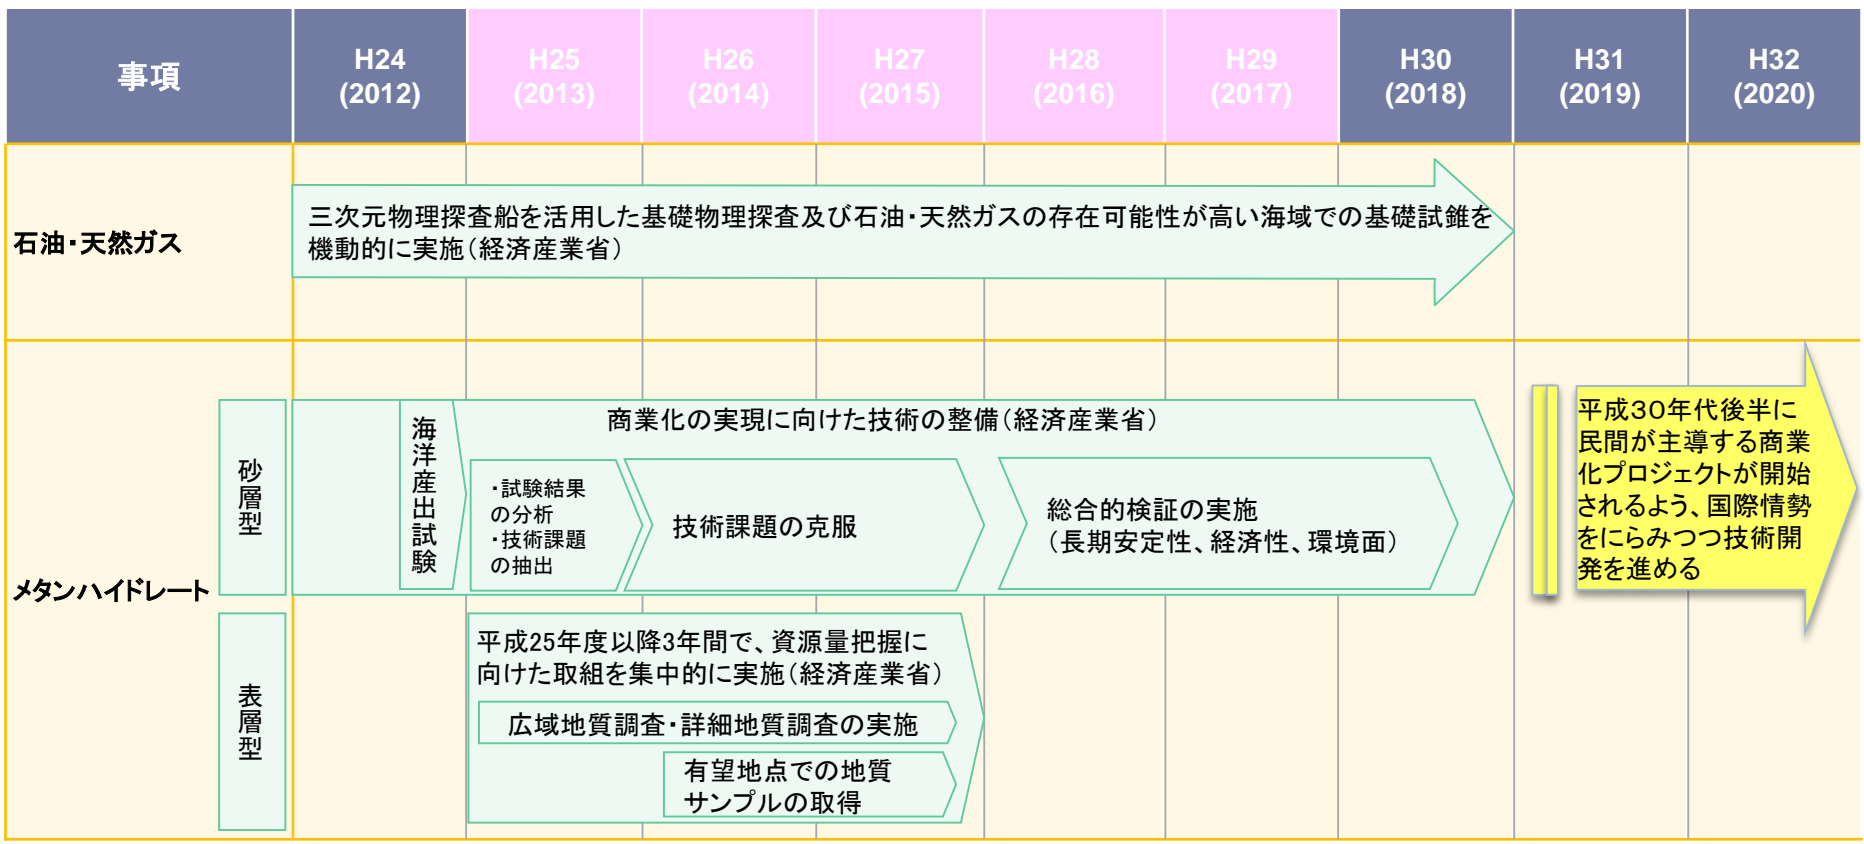 事項
H24
(2012)
H25
(2013)
H26
(2014)
H27
(2015)
H28
(2016)
H29
(2017)
H30
(2018)
H31
(2019)
H32
(2020)
石油・天然ガス
三次元物理探査船を活用した基礎物理探査及び石油・天然ガスの存在可能性が高い海域での基礎試錐を
機動的に実施（経済産業省）
メタンハイドレート
砂層型
海洋産出試験
商業化の実現に向けた技術の整備（経済産業省）
・試験結果
の分析
・技術課題
の抽出
技術課題の克服
総合的検証の実施
（長期安定性、経済性、環境面）
平成３０年代後半に
民間が主導する商業
化プロジェクトが開始
されるよう、国際情勢
をにらみつつ技術開
発を進める
表層型
平成25年度以降3年間で、資源量把握に
向けた取組を集中的に実施（経済産業省）
広域地質調査・詳細地質調査の実施
有望地点での地質
サンプルの取得